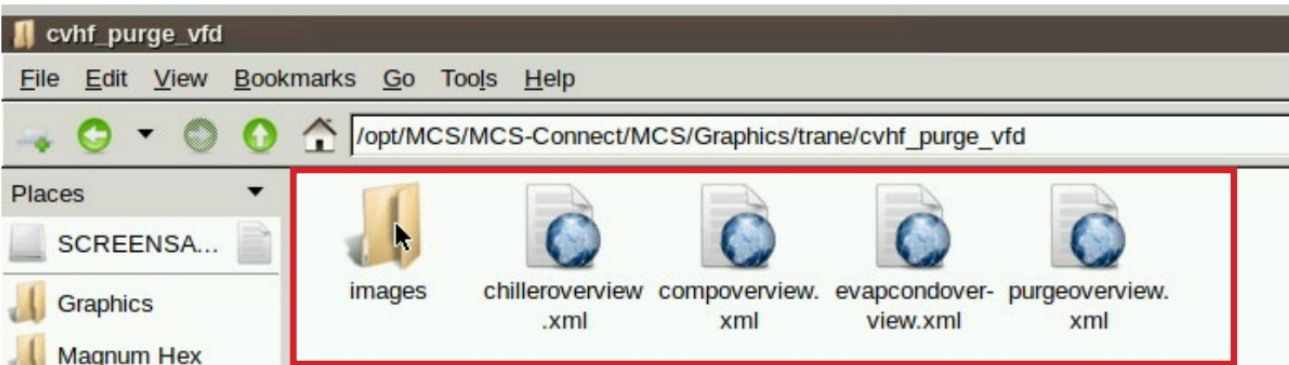 cvhf_purge_vfd
File Edit View Bookmarks Go Tools Help
/opt/MCS/MCS-Connect/MCS/Graphics/trane/cvhf_purge_vfd
Places
SCREENSA...
Graphics
Magnum Hex
images
chilleroverview
.xml
compoverview.
xml
evapcondover-
view.xml
purgeoverview.
xml